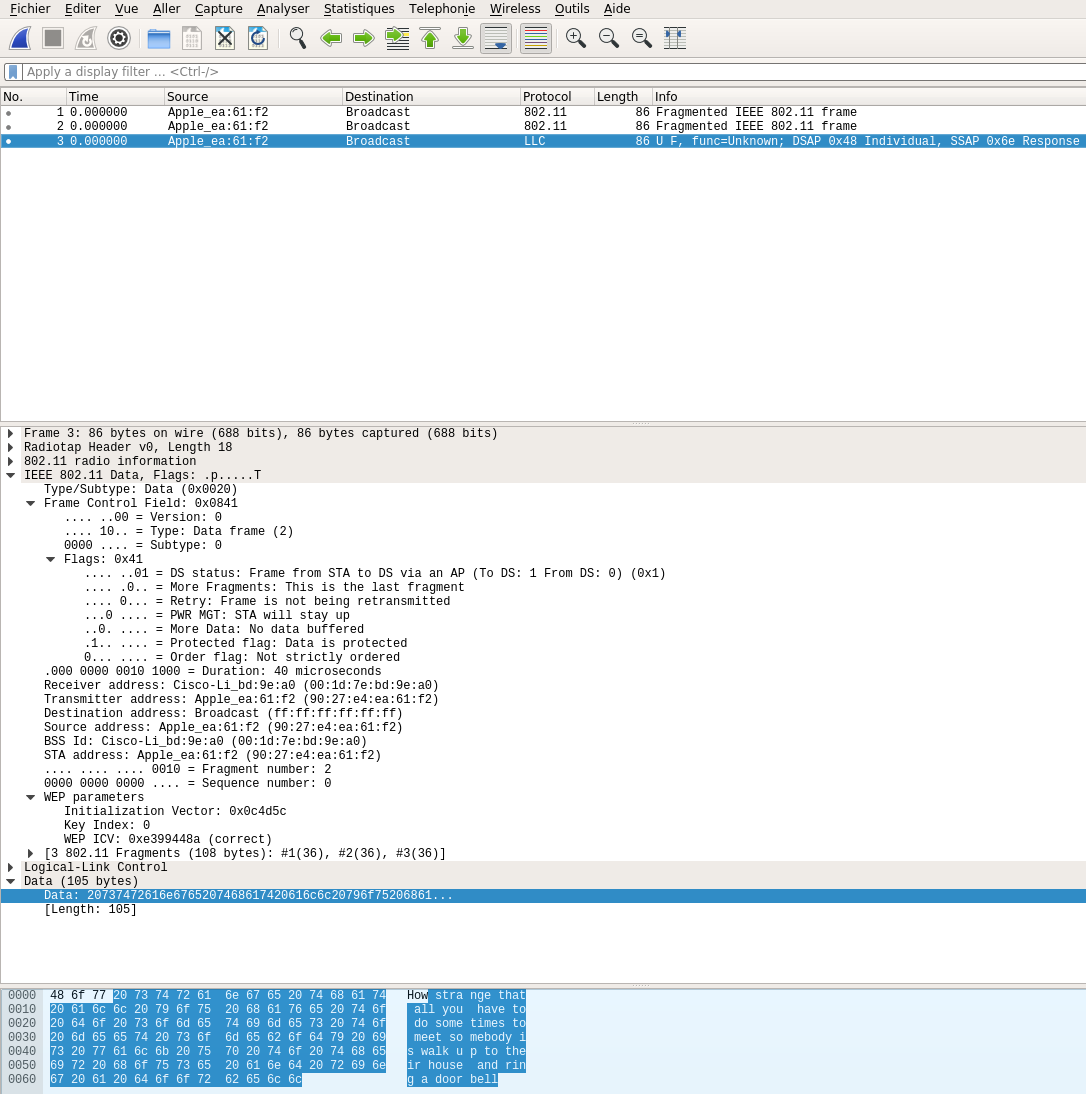 Fichier Editer Vue Aller Capture Analyser Statistiques Telephonie Wireless Outils Aide
Apply a display filter … <Ctrl-/>
No. Time Source Destination Protocol Length Info
1 0.000000 Apple_ea:61:f2 Broadcast 802.11 86 Fragmented IEEE 802.11 frame
2 0.000000 Apple_ea:61:f2 Broadcast 802.11 86 Fragmented IEEE 802.11 frame
3 0.000000 Apple_ea:61:f2 Broadcast LLC 86 U F, func=Unknown; DSAP 0x48 Individual, SSAP 0x6e Response
Frame 3: 86 bytes on wire (688 bits), 86 bytes captured (688 bits)
Radiotap Header v0, Length 18
802.11 radio information
IEEE 802.11 Data, Flags: .p.....T
Type/Subtype: Data (0x0020)
Frame Control Field: 0x0841
.... ..00 = Version: 0
.... 10.. = Type: Data frame (2)
0000 .... = Subtype: 0
Flags: 0x41
.... ..01 = DS status: Frame from STA to DS via an AP (To DS: 1 From DS: 0) (0x1)
.... .0.. = More Fragments: This is the last fragment
.... 0... = Retry: Frame is not being retransmitted
...0 .... = PWR MGT: STA will stay up
..0. .... = More Data: No data buffered
.1.. .... = Protected flag: Data is protected
0... .... = Order flag: Not strictly ordered
.000 0000 0010 1000 = Duration: 40 microseconds
Receiver address: Cisco-Li_bd:9e:a0 (00:1d:7e:bd:9e:a0)
Transmitter address: Apple_ea:61:f2 (90:27:e4:ea:61:f2)
Destination address: Broadcast (ff:ff:ff:ff:ff:ff)
Source address: Apple_ea:61:f2 (90:27:e4:ea:61:f2)
BSS Id: Cisco-Li_bd:9e:a0 (00:1d:7e:bd:9e:a0)
STA address: Apple_ea:61:f2 (90:27:e4:ea:61:f2)
.... .... .... 0010 = Fragment number: 2
0000 0000 0000 .... = Sequence number: 0
WEP parameters
Initialization Vector: 0x0c4d5c
Key Index: 0
WEP ICV: 0xe399448a (correct)
[3 802.11 Fragments (108 bytes): #1(36), #2(36), #3(36)]
Logical-Link Control
Data (105 bytes)
Data: 20737472616e6765207468617420616c6c20796f75206861...
[Length: 105]
0000 48 6f 77 20 73 74 72 61 6e 67 65 20 74 68 61 74 How stra nge that
0010 20 61 6c 6c 20 79 6f 75 20 68 61 76 65 20 74 6f all you have to
0020 20 64 6f 20 73 6f 6d 65 74 69 6d 65 73 20 74 6f do some times to
0030 20 6d 65 65 74 20 73 6f 6d 65 62 6f 64 79 20 69 meet so mebody i
0040 73 20 77 61 6c 6b 20 75 70 20 74 6f 20 74 68 65 s walk u p to the
0050 69 72 20 68 6f 75 73 65 20 61 6e 64 20 72 69 6e ir house and rin
0060 67 20 61 20 64 6f 6f 72 62 65 6c 6c g a door bell